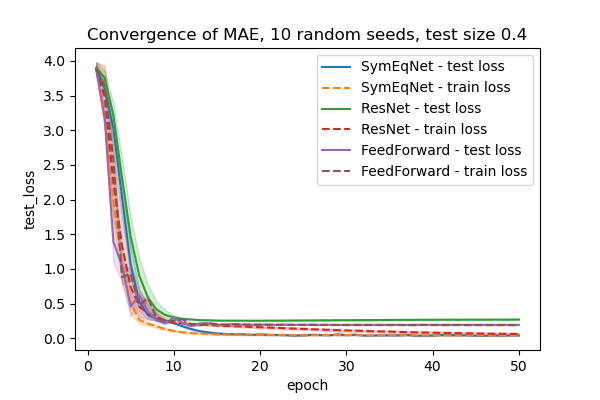 Convergence of MAE, 10 random seeds, test size 0.4
4.0
3.5
3.0
2.5
2.0
1.5
1.0
0.5
0.0
test_loss
SymEqNet - test loss
SymEqNet - train loss
ResNet - test loss
ResNet - train loss
FeedForward - test loss
FeedForward - train loss
0 10 20 30 40 50
epoch